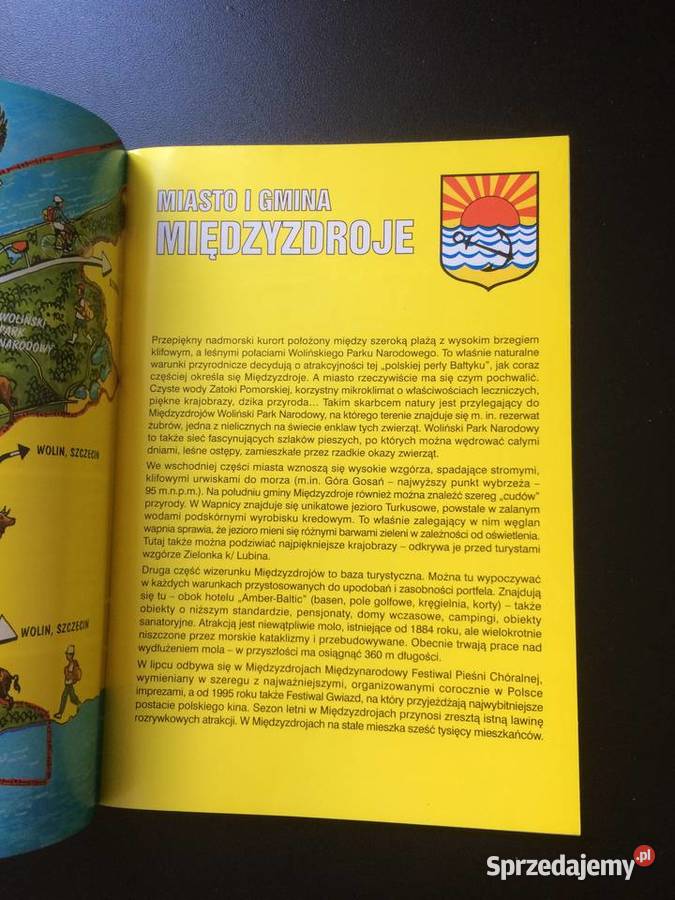 MIASTO I GMINA
MIĘDZYZDROJE
Przepiękny nadmorski kurort położony między szeroką plażą z wysokim brzegiem
klifowym, a leśnymi połaciami Wolińskiego Parku Narodowego. To właśnie naturalne
warunki przyrodnicze decydują o atrakcyjności tej „polskiej perły Bałtyku”, jak coraz
częściej określa się Międzyzdroje. A miasto rzeczywiście ma się czym pochwalić.
Czyste wody Zatoki Pomorskiej, korzystny mikroklimat o właściwościach leczniczych,
piękne krajobrazy, dzika przyroda... Takim skarbcem natury jest przylegający do
Międzyzdrojów Woliński Park Narodowy, na którego terenie znajduje się m. in. rezerwat
żubrów, jedna z nielicznych na świecie enklaw tych zwierząt. Woliński Park Narodowy
to także sieć fascynujących szlaków pieszych, po których można wędrować całymi
dniami, leśne ostępy, zamieszkałe przez rzadkie okazy zwierząt.
We wschodniej części miasta wznoszą się wysokie wzgórza, spadające stromymi,
klifowymi urwiskami do morza (m.in. Góra Gosań – najwyższy punkt wybrzeża –
95 m.n.p.m.). Na południu gminy Międzyzdroje również można znaleźć szereg „cudów”
przyrody. W Wapnicy znajduje się unikatowe jezioro Turkusowe, powstałe w zalanym
wodami podskórnymi wyrobisku kredowym. To właśnie zalegający w nim węglan
wapnia sprawia, że jezioro mieni się różnymi barwami zieleni w zależności od oświetlenia.
Tutaj także można podziwiać najpiękniejsze krajobrazy – odkrywa je przed turystami
wzgórze Zielonka k/ Lubina.
Druga część wizerunku Międzyzdrojów to baza turystyczna. Można tu wypoczywać
w każdych warunkach przystosowanych do upodobań i zasobności portfela. Znajdują
się tu – obok hotelu „Amber-Baltic” (basen, pole golfowe, kręgielnia, korty) – także
obiekty o niższym standardzie, pensjonaty, domy wczasowe, campingi, obiekty
sanatoryjne. Atrakcją jest niewątpliwie molo, istniejące od 1884 roku, ale wielokrotnie
niszczone przez morskie kataklizmy i przebudowywane. Obecnie trwają prace nad
wydłużeniem mola – w przyszłości ma osiągnąć 360 m długości.
W lipcu odbywa się w Międzyzdrojach Międzynarodowy Festiwal Pieśni Chóralnej,
wymieniany w szeregu z najważniejszymi, organizowanymi corocznie w Polsce
imprezami, a od 1995 roku także Festiwal Gwiazd, na który przyjeżdżają najwybitniejsze
postacie polskiego kina. Sezon letni w Międzyzdrojach przynosi zresztą istną lawinę
rozrywkowych atrakcji. W Międzyzdrojach na stałe mieszka sześć tysięcy mieszkańców.
WOLIŃSKI
PARK
NARODOWY
WOLIN, SZCZECIN
WOLIN, SZCZECIN
Sprzedajemy.pl